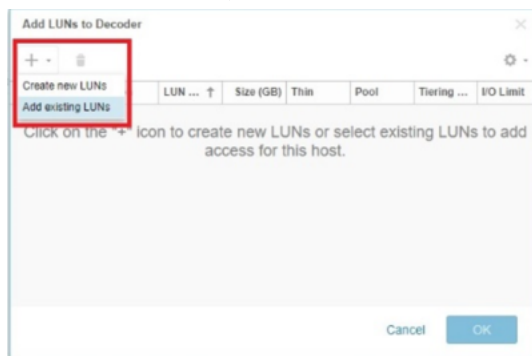 Add LUNs to Decoder
Create new LUNs
Add existing LUNs
LUN ... ↑ Size (GB) Thin Pool Tiering ... I/O Limit
Click on the "+" icon to create new LUNs or select existing LUNs to add
access for this host.
Cancel OK